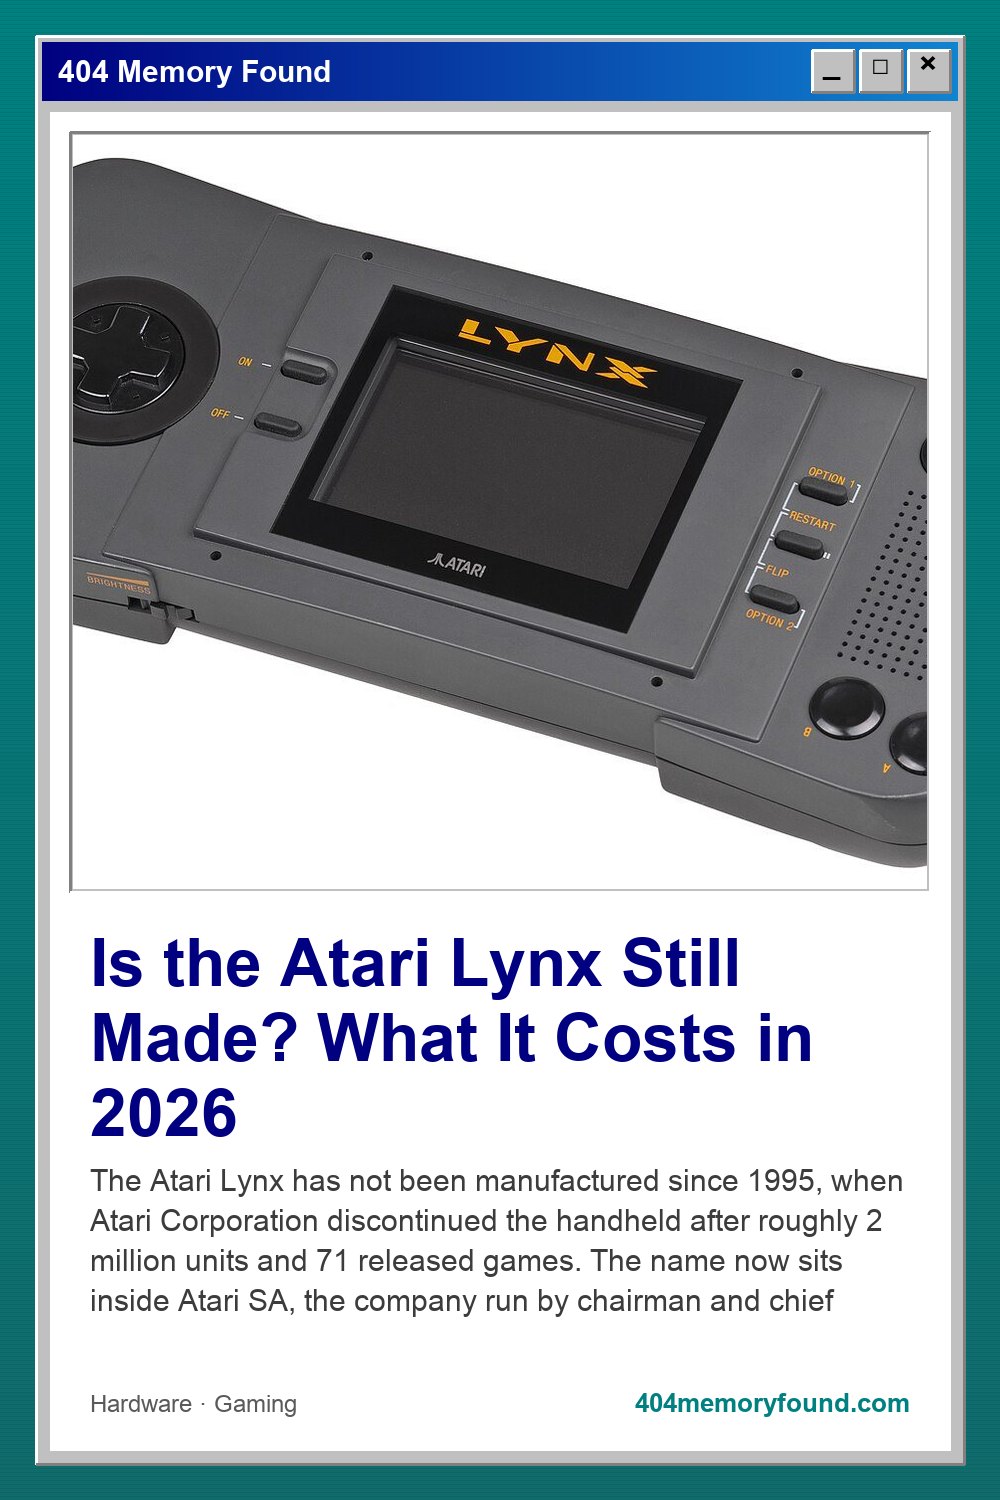 404 Memory Found
LYNX
ON
OFF
OPTION 1
RESTART
FLIP
OPTION 2
ATARI
BRIGHTNESS
B
A
Is the Atari Lynx Still
Made? What It Costs in
2026
The Atari Lynx has not been manufactured since 1995, when
Atari Corporation discontinued the handheld after roughly 2
million units and 71 released games. The name now sits
inside Atari SA, the company run by chairman and chief
Hardware · Gaming
404memoryfound.com